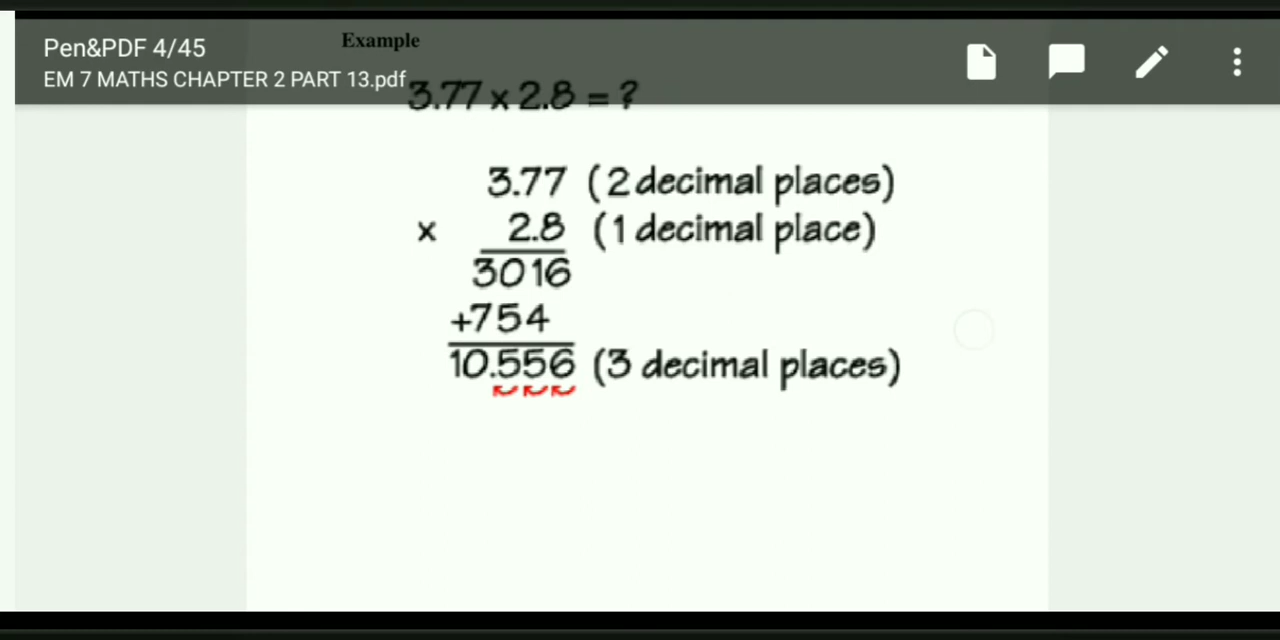 Pen&PDF 4/45
Example
EM 7 MATHS CHAPTER 2 PART 13.pdf
3.77 x 2.8 = ?
3.77 (2 decimal places)
x 2.8 (1 decimal place)
3016
+754
10.556 (3 decimal places)